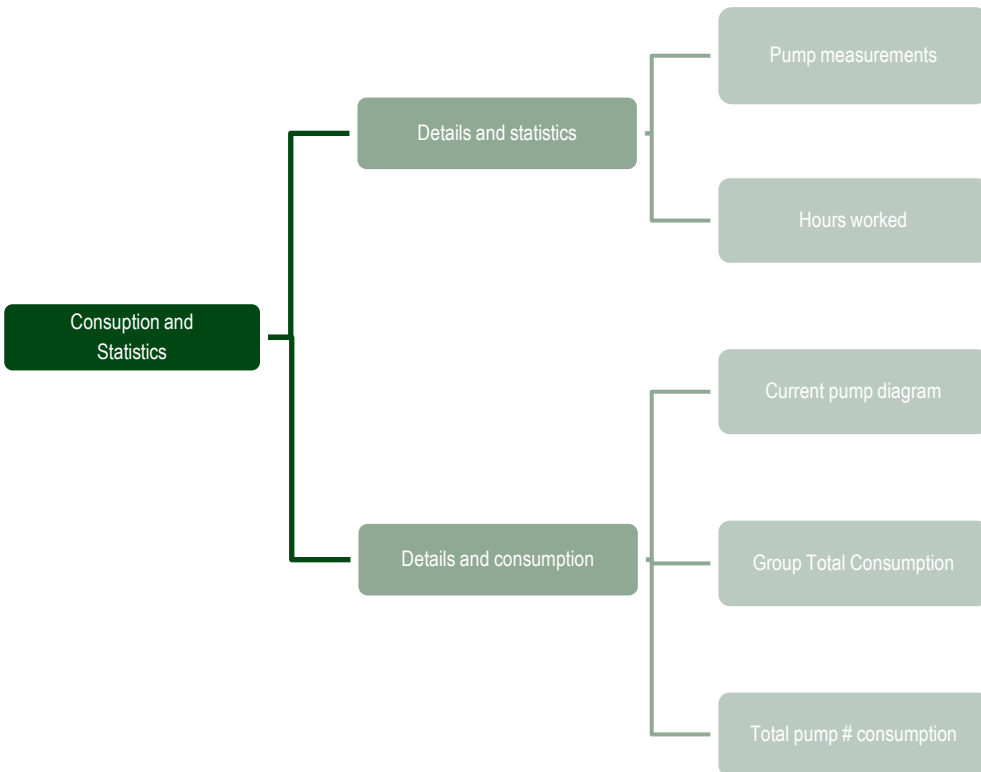 Pump measurements
Details and statistics
Hours worked
Consuption and
Statistics
Current pump diagram
Details and consumption
Group Total Consumption
Total pump # consumption